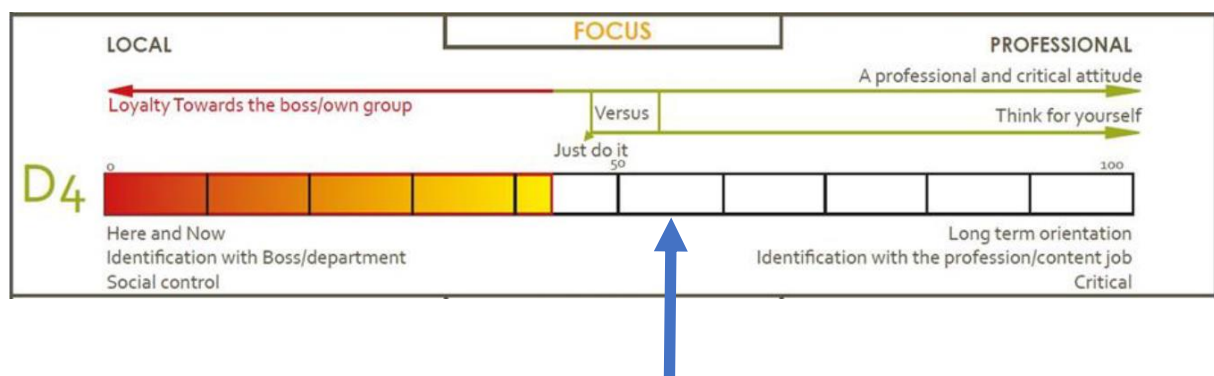 FOCUS
LOCAL
PROFESSIONAL
A professional and critical attitude
Loyalty Towards the boss/own group
Versus
Think for yourself
Just do it
D4
0
50
100
Here and Now
Long term orientation
Identification with Boss/department
Identification with the profession/content job
Social control
Critical